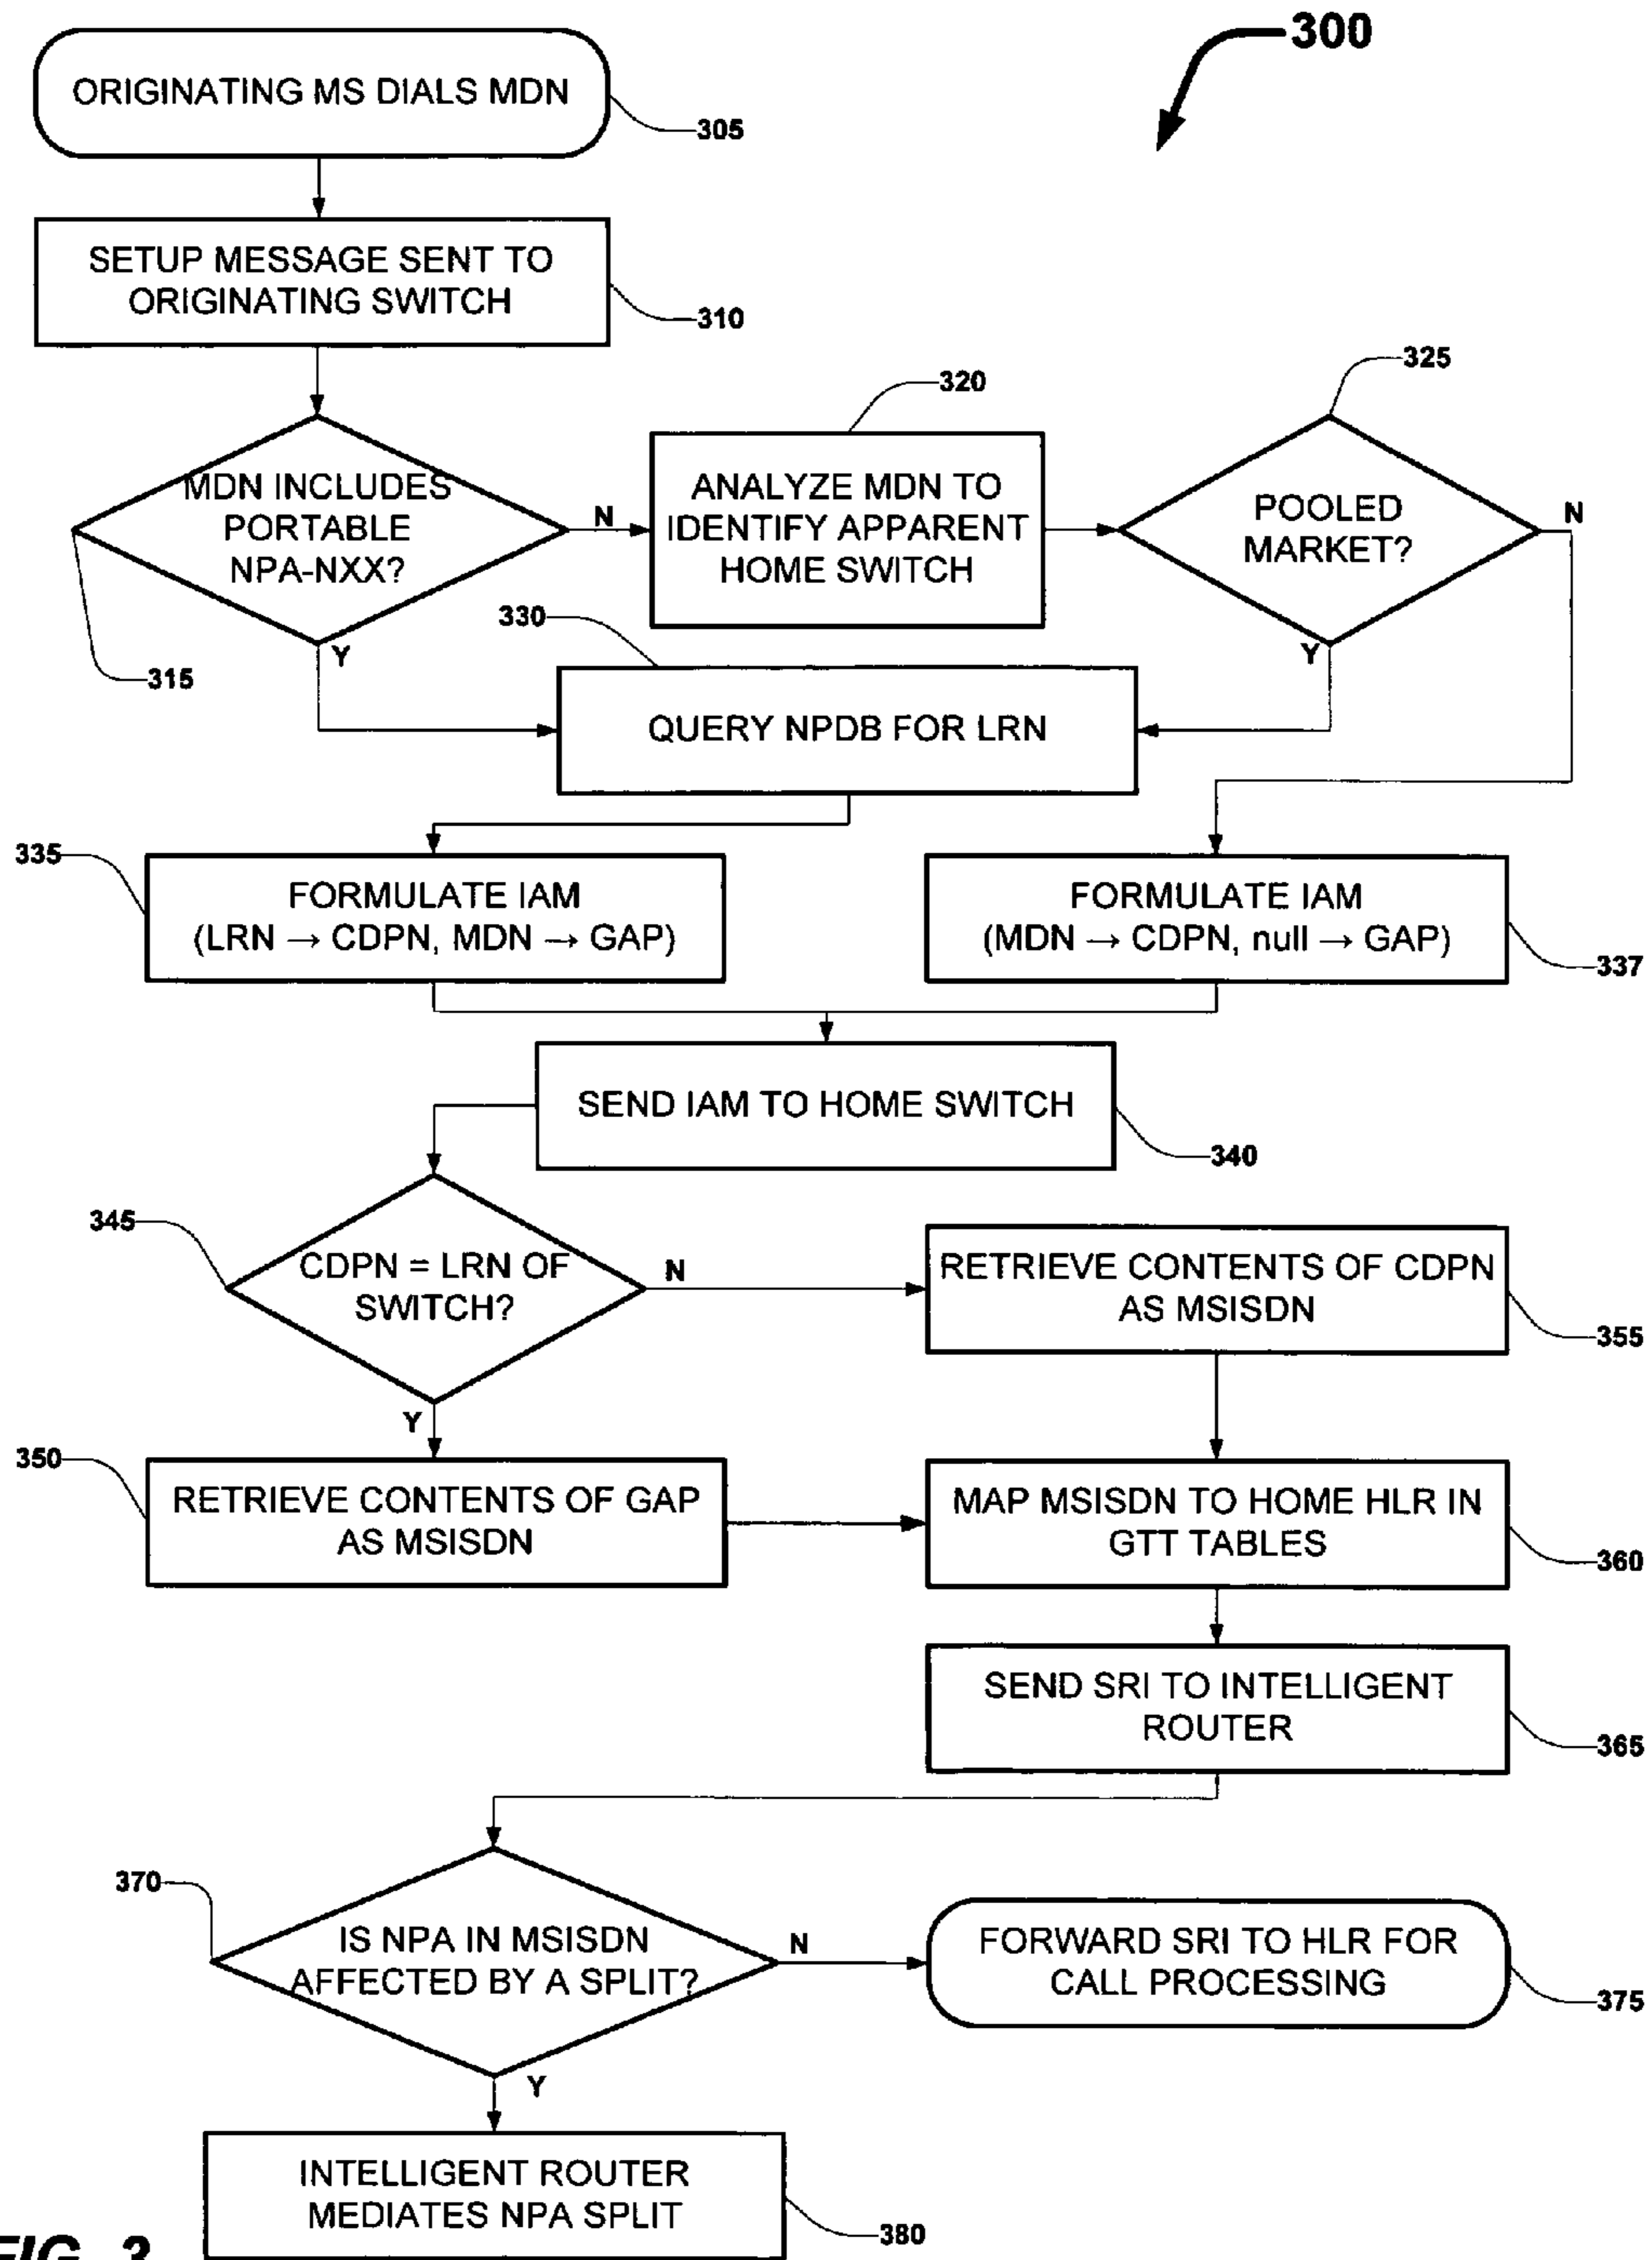 300
ORIGINATING MS DIALS MDN
305
SETUP MESSAGE SENT TO
ORIGINATING SWITCH
310
MDN INCLUDES
PORTABLE
NPA-NXX?
315
N
Y
320
ANALYZE MDN TO
IDENTIFY APPARENT
HOME SWITCH
325
POOLED
MARKET?
N
Y
330
QUERY NPDB FOR LRN
335
FORMULATE IAM
(LRN → CDPN, MDN → GAP)
FORMULATE IAM
(MDN → CDPN, null → GAP)
337
SEND IAM TO HOME SWITCH
340
345
CDPN = LRN OF
SWITCH?
N
Y
RETRIEVE CONTENTS OF CDPN
AS MSISDN
355
350
RETRIEVE CONTENTS OF GAP
AS MSISDN
MAP MSISDN TO HOME HLR IN
GTT TABLES
360
SEND SRI TO INTELLIGENT
ROUTER
365
370
IS NPA IN MSISDN
AFFECTED BY A SPLIT?
N
Y
FORWARD SRI TO HLR FOR
CALL PROCESSING
375
INTELLIGENT ROUTER
MEDIATES NPA SPLIT
380
FIG. 3